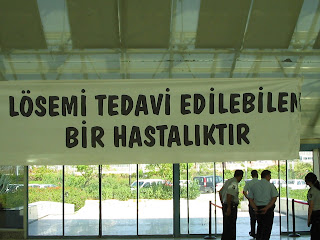 LÖSEMİ TEDAVİ EDİLEBİLEN
BİR HASTALIKTIR